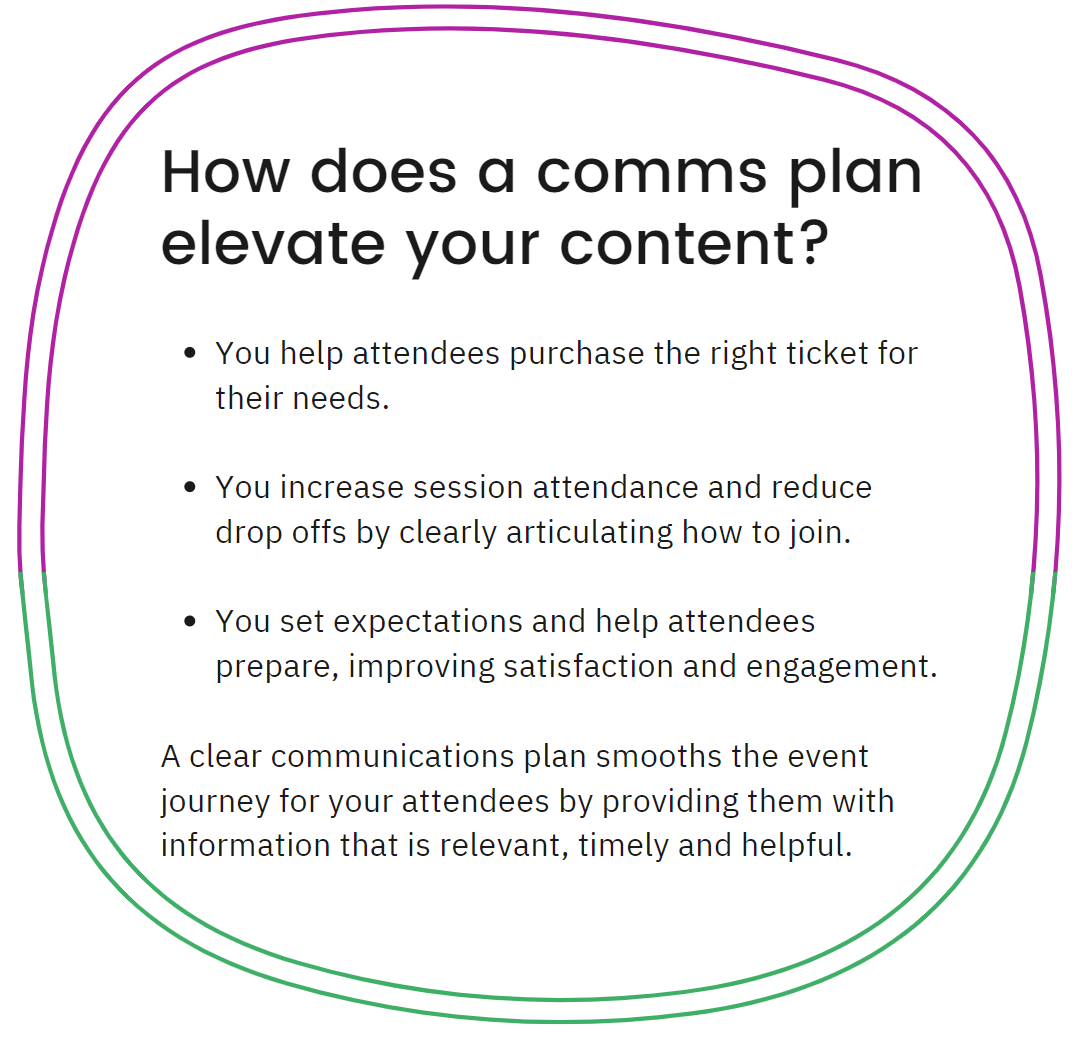 How does a comms plan
elevate your content?
• You help attendees purchase the right ticket for
their needs.
• You increase session attendance and reduce
drop offs by clearly articulating how to join.
• You set expectations and help attendees
prepare, improving satisfaction and engagement.
A clear communications plan smooths the event
journey for your attendees by providing them with
information that is relevant, timely and helpful.